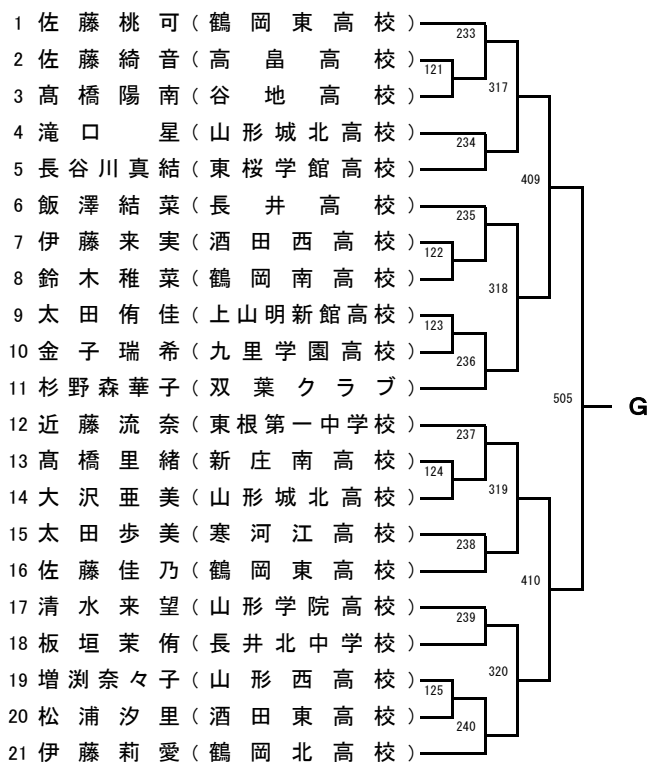 1 佐藤桃可（鶴岡東高校）
233
2 佐藤綺音（高畠高校）
121
317
3 髙橋陽南（谷地高校）
4 滝口星（山形城北高校）
234
5 長谷川真結（東桜学館高校）
409
6 飯澤結菜（長井高校）
235
7 伊藤来実（酒田西高校）
122
8 鈴木稚菜（鶴岡南高校）
318
9 太田侑佳（上山明新館高校）
123
10 金子瑞希（九里学園高校）
236
11 杉野森華子（双葉クラブ）
505
G
12 近藤流奈（東根第一中学校）
237
13 髙橋里緒（新庄南高校）
124
319
14 大沢亜美（山形城北高校）
15 太田歩美（寒河江高校）
238
16 佐藤佳乃（鶴岡東高校）
410
17 清水来望（山形学院高校）
239
18 板垣茉侑（長井北中学校）
320
19 増渕奈々子（山形西高校）
125
20 松浦汐里（酒田東高校）
240
21 伊藤莉愛（鶴岡北高校）